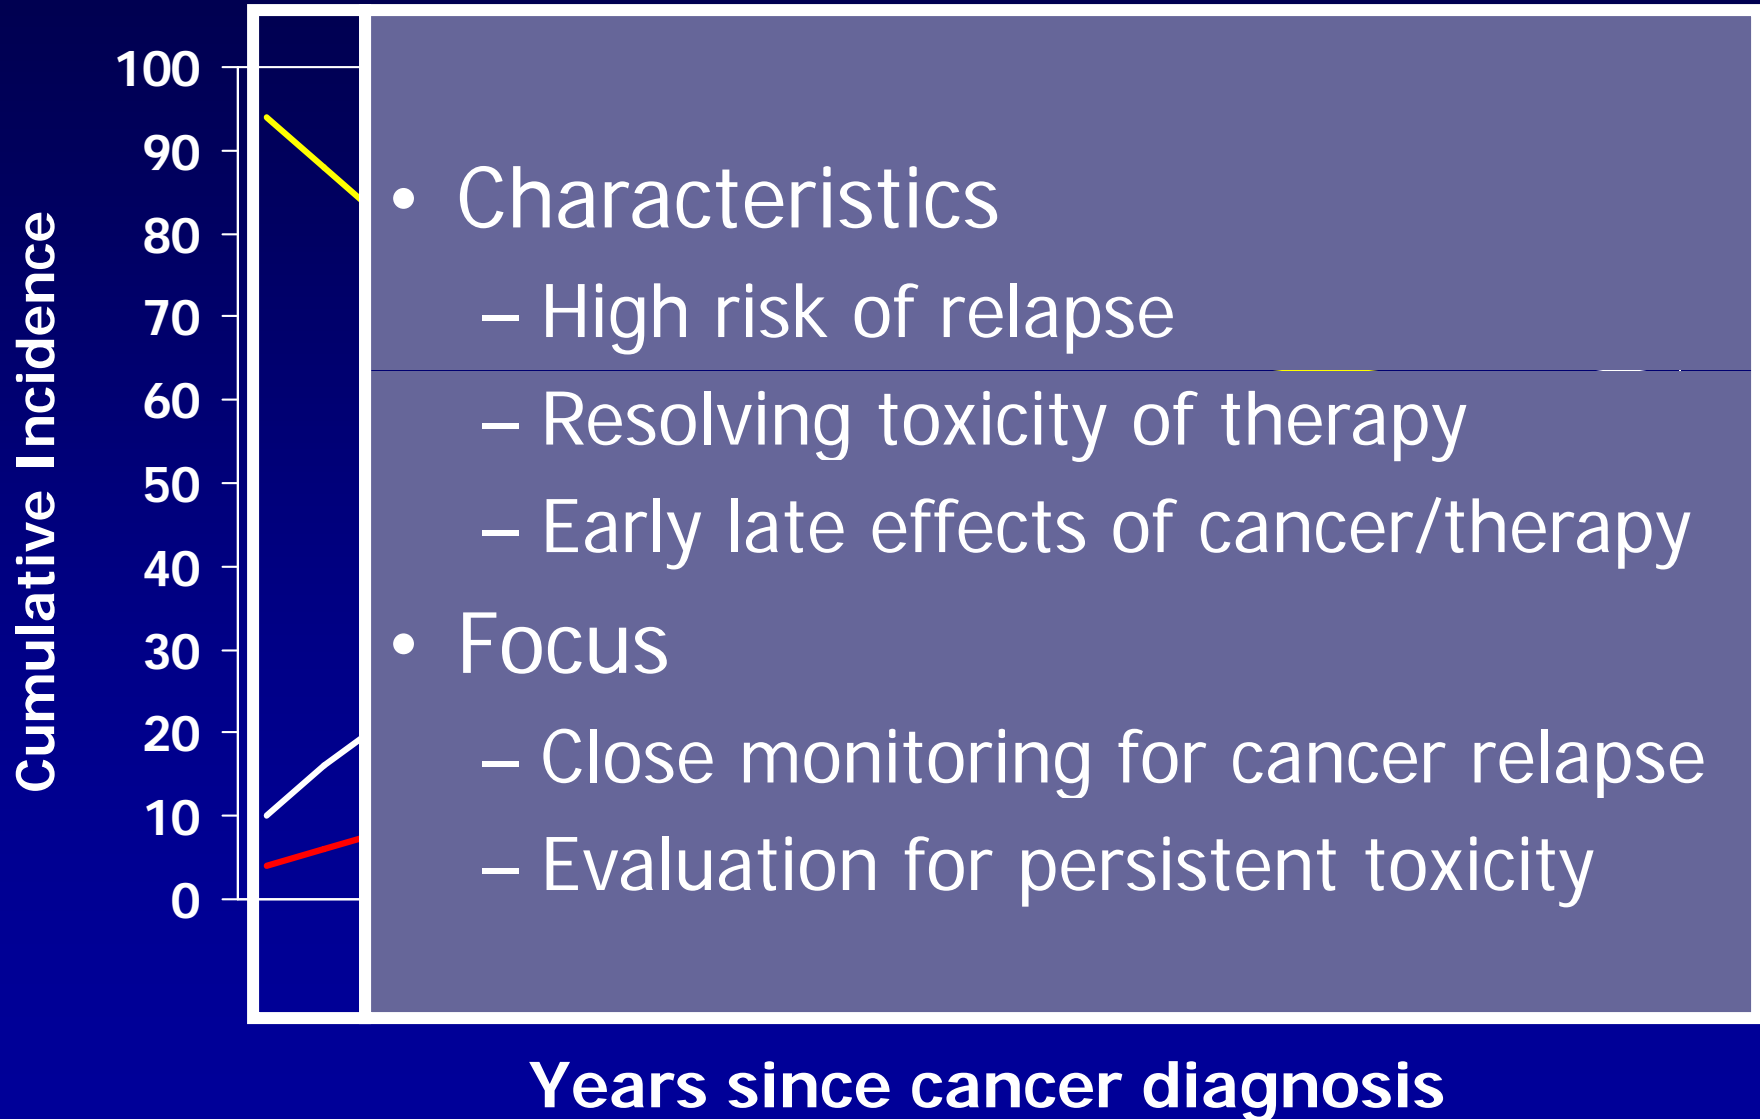 100
90
80
70
60
50
40
30
20
10
0
Cumulative Incidence
• Characteristics
– High risk of relapse
– Resolving toxicity of therapy
– Early late effects of cancer/therapy
• Focus
– Close monitoring for cancer relapse
– Evaluation for persistent toxicity
Years since cancer diagnosis